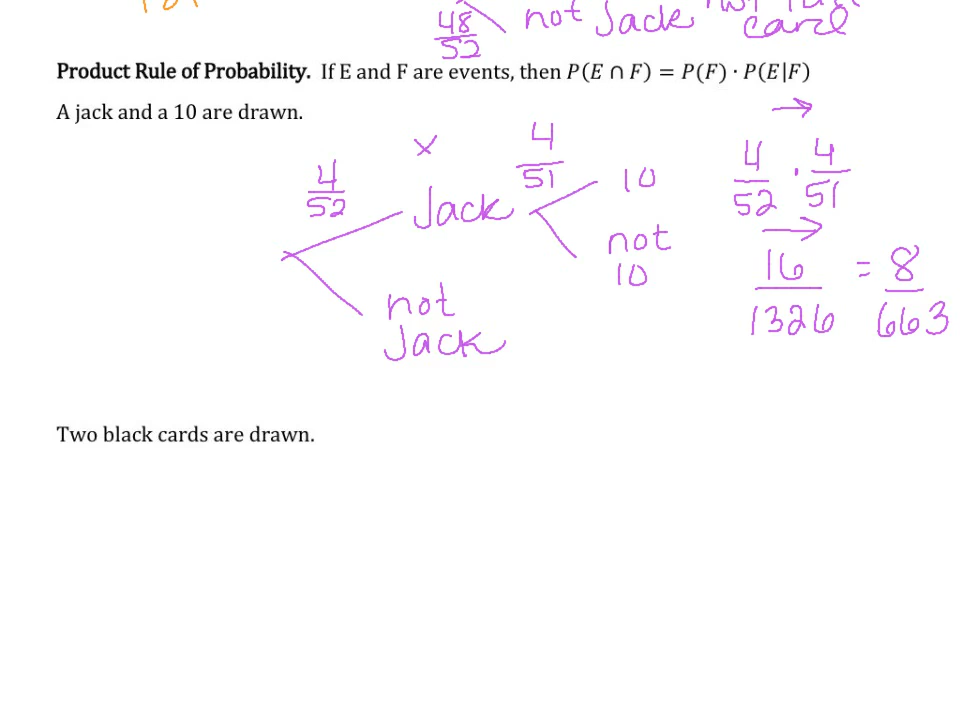 48/52 not Jack
card
Product Rule of Probability. If E and F are events, then P(E ∩ F) = P(F) · P(E|F)
A jack and a 10 are drawn.
4/52 × Jack 4/51 10
not 10
not Jack
4/52 · 4/51
16/1326 = 8/663
Two black cards are drawn.